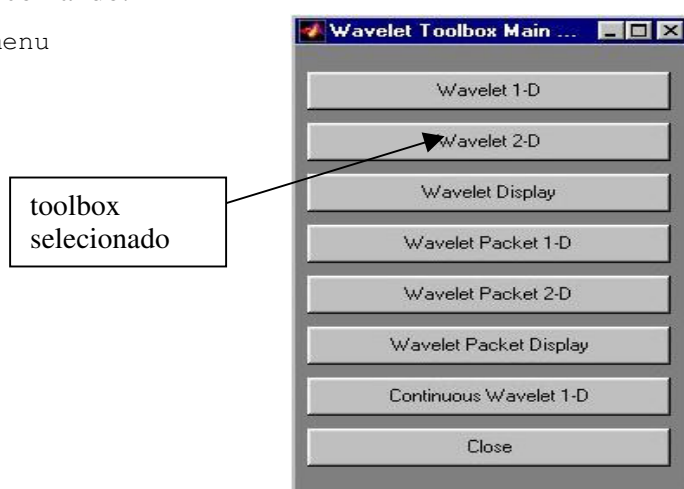 menu
Wavelet Toolbox Main ...
Wavelet 1-D
Wavelet 2-D
Wavelet Display
Wavelet Packet 1-D
Wavelet Packet 2-D
Wavelet Packet Display
Continuous Wavelet 1-D
Close
toolbox
selecionado